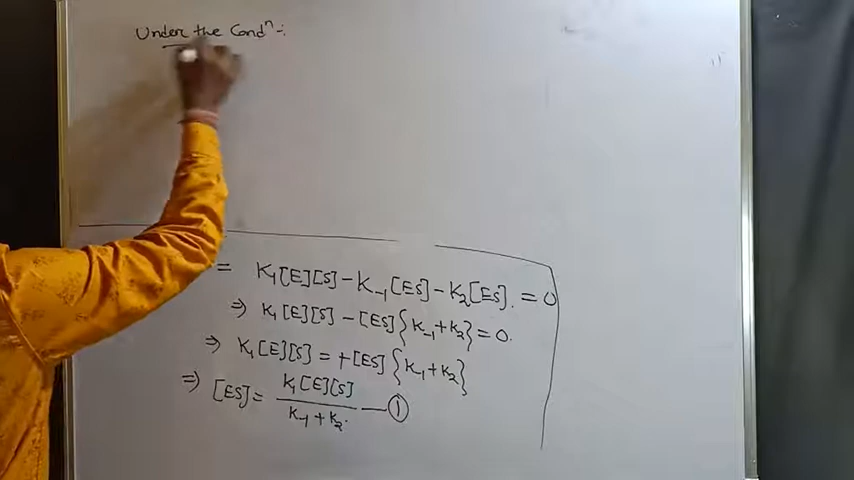 Under the Condⁿ :-
= K₁[E][S] - K₋₁[ES] - K₂[ES]. = 0
⇒ K₁[E][S] - [ES]{K₋₁+K₂} = 0.
⇒ K₁[E][S] = +[ES]{K₋₁+K₂}
⇒ [ES] = K₁[E][S] / K₋₁+K₂. — ①